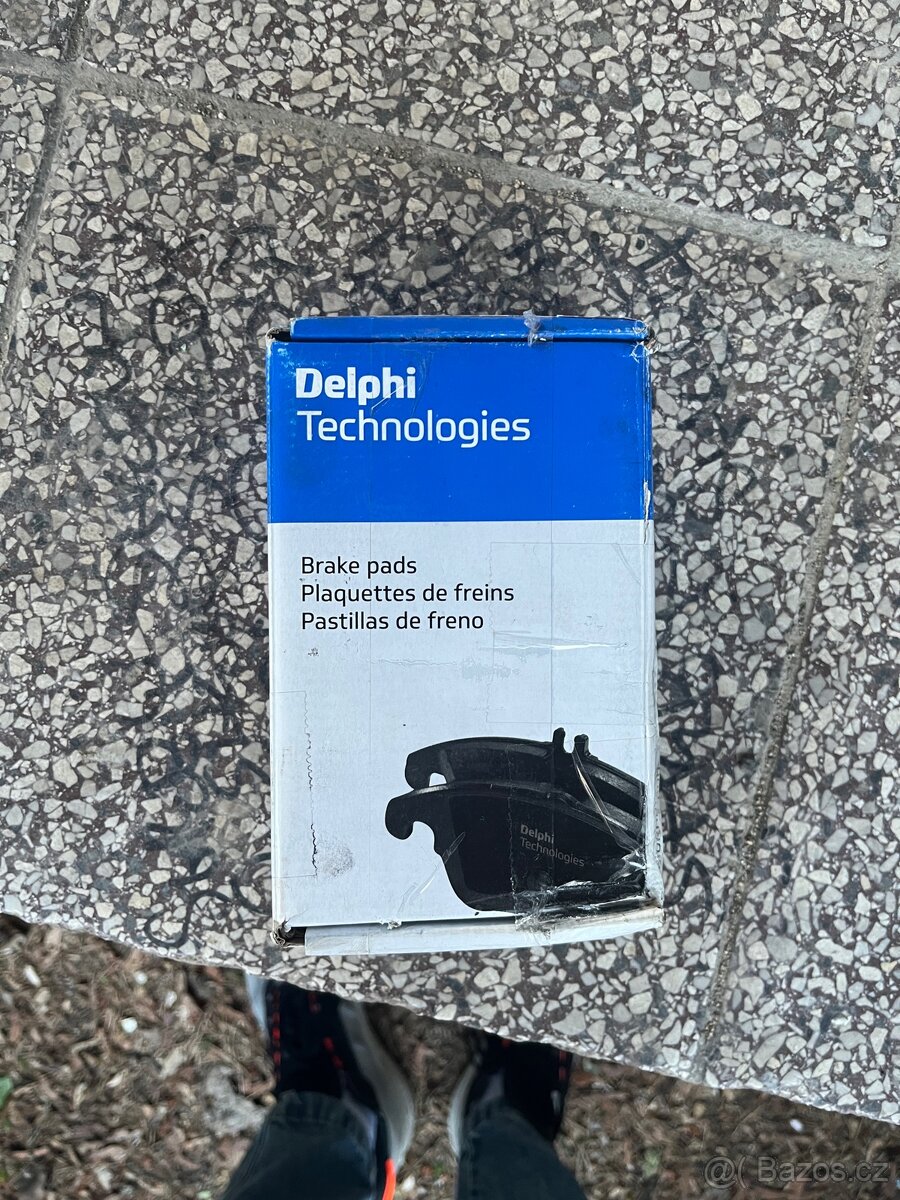 Delphi
Technologies
Brake pads
Plaquettes de freins
Pastillas de freno
Delphi
Technologies
@( Bazos.cz